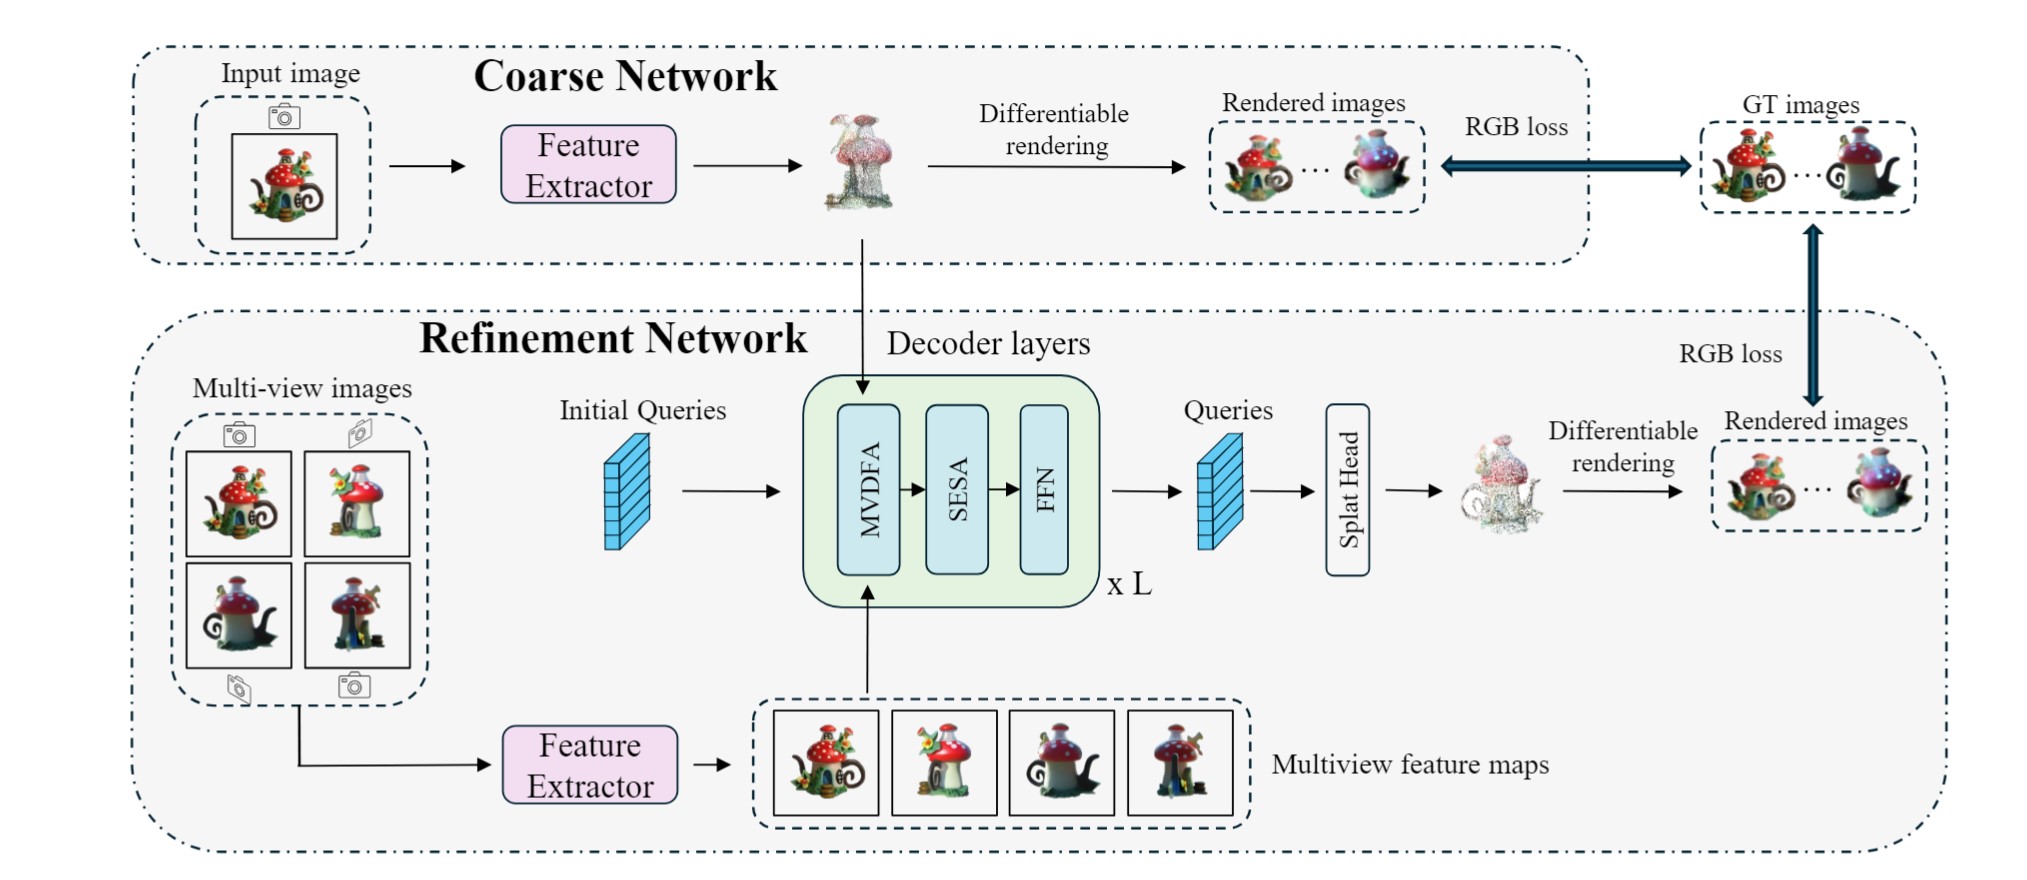 Coarse Network
Input image
Feature
Extractor
Differentiable
rendering
Rendered images
...
RGB loss
GT images
...
RGB loss
Refinement Network
Multi-view images
Initial Queries
Decoder layers
MVDFA
SESA
FFN
x L
Queries
Splat Head
Differentiable
rendering
Rendered images
...
Feature
Extractor
Multiview feature maps